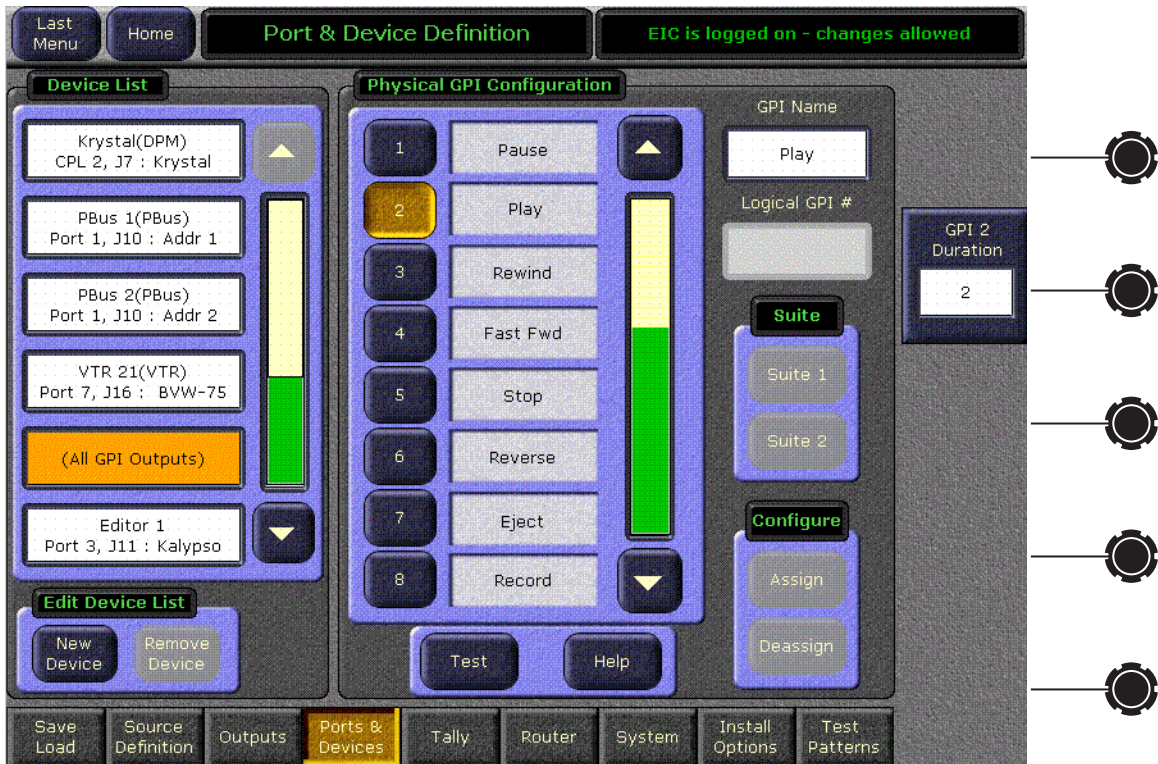 Last
Menu
Home
Port & Device Definition
EIC is logged on - changes allowed
Device List
Krystal(DPM)
CPL 2, J7 : Krystal
PBus 1(PBus)
Port 1, J10 : Addr 1
PBus 2(PBus)
Port 1, J10 : Addr 2
VTR 21(VTR)
Port 7, J16 : BVW-75
(All GPI Outputs)
Editor 1
Port 3, J11 : Kalypso
Edit Device List
New
Device
Remove
Device
Physical GPI Configuration
1
Pause
2
Play
3
Rewind
4
Fast Fwd
5
Stop
6
Reverse
7
Eject
8
Record
Test
Help
GPI Name
Play
Logical GPI #
Suite
Suite 1
Suite 2
Configure
Assign
Deassign
GPI 2
Duration
2
Save
Load
Source
Definition
Outputs
Ports &
Devices
Tally
Router
System
Install
Options
Test
Patterns